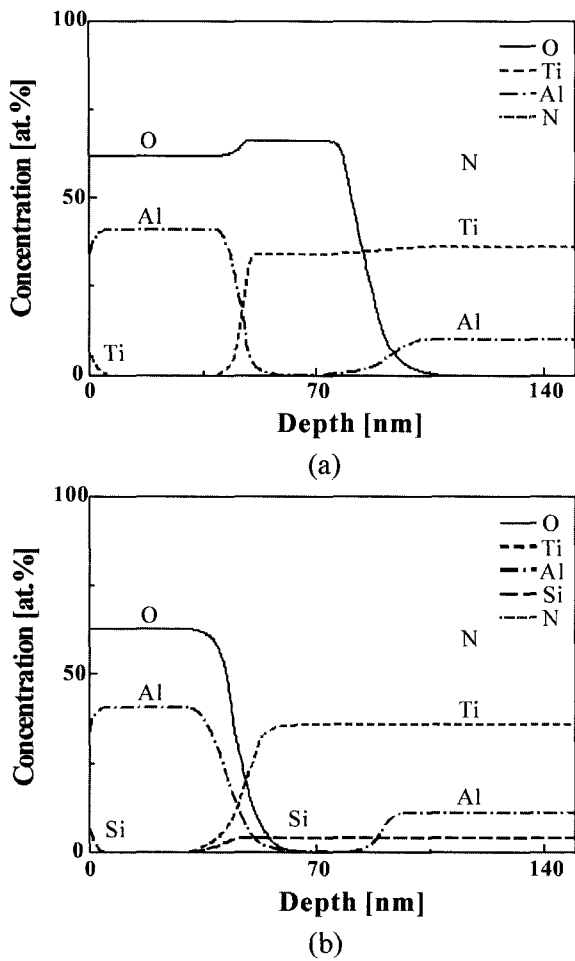 100
O
Ti
Al
N
O
N
Concentration [at.%]
50
Al
Ti
Ti
Al
0
0
70
140
Depth [nm]
(a)
100
O
Ti
Al
Si
N
O
N
Concentration [at.%]
50
Al
Ti
Si
Si
Al
0
0
70
140
Depth [nm]
(b)